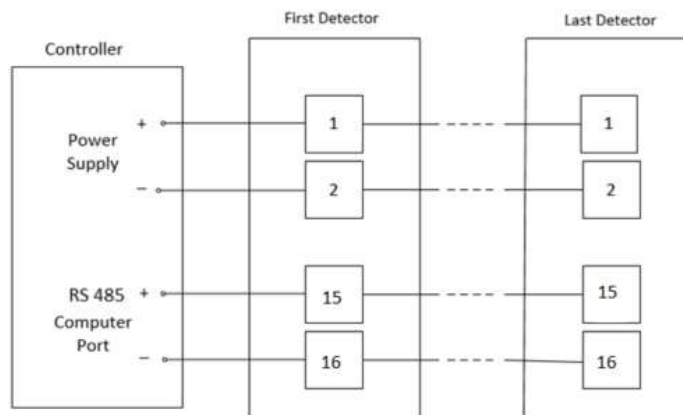 First Detector
Last Detector
Controller
+
1
1
Power
Supply
−
2
2
RS 485
+
15
15
Computer
Port
−
16
16